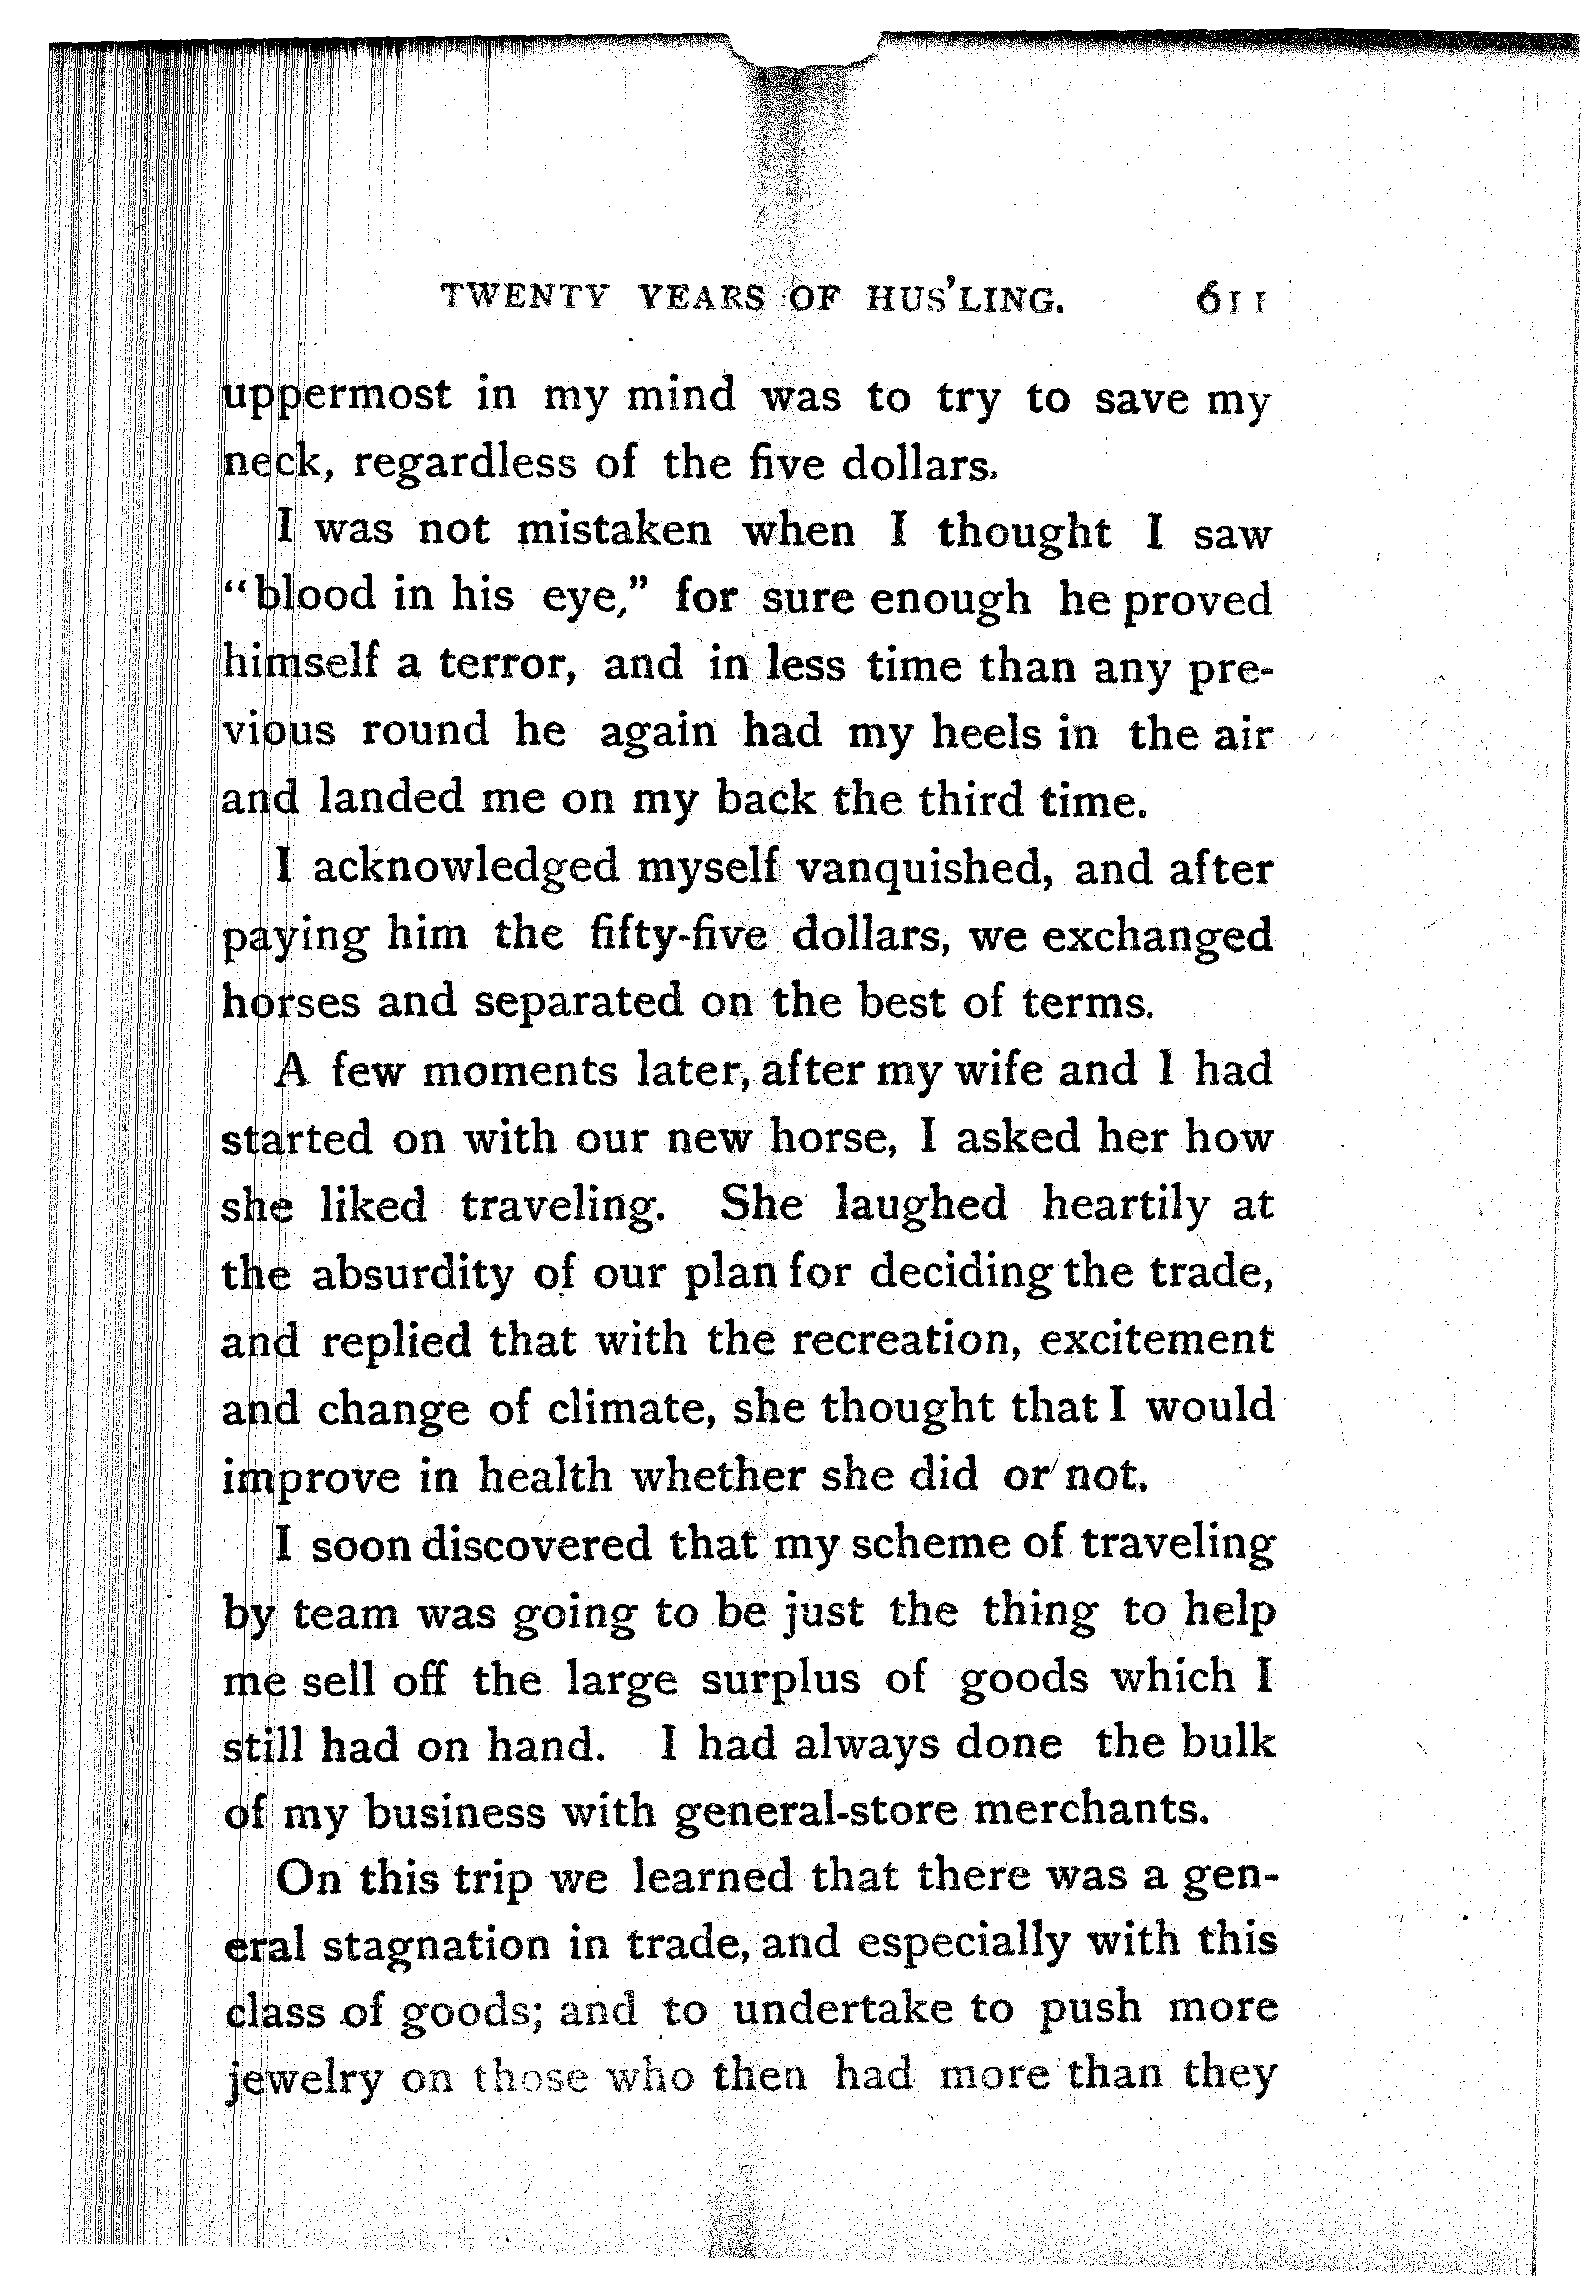 TWENTY YEARS OF HUS'LING. 611
uppermost in my mind was to try to save my
neck, regardless of the five dollars.
I was not mistaken when I thought I saw
“blood in his eye,” for sure enough he proved
himself a terror, and in less time than any pre-
vious round he again had my heels in the air
and landed me on my back the third time.
I acknowledged myself vanquished, and after
paying him the fifty-five dollars, we exchanged
horses and separated on the best of terms.
A few moments later, after my wife and I had
started on with our new horse, I asked her how
she liked traveling. She laughed heartily at
the absurdity of our plan for deciding the trade,
and replied that with the recreation, excitement
and change of climate, she thought that I would
improve in health whether she did or not.
I soon discovered that my scheme of traveling
by team was going to be just the thing to help
me sell off the large surplus of goods which I
still had on hand. I had always done the bulk
of my business with general-store merchants.
On this trip we learned that there was a gen-
eral stagnation in trade, and especially with this
class of goods; and to undertake to push more
jewelry on those who then had more than they